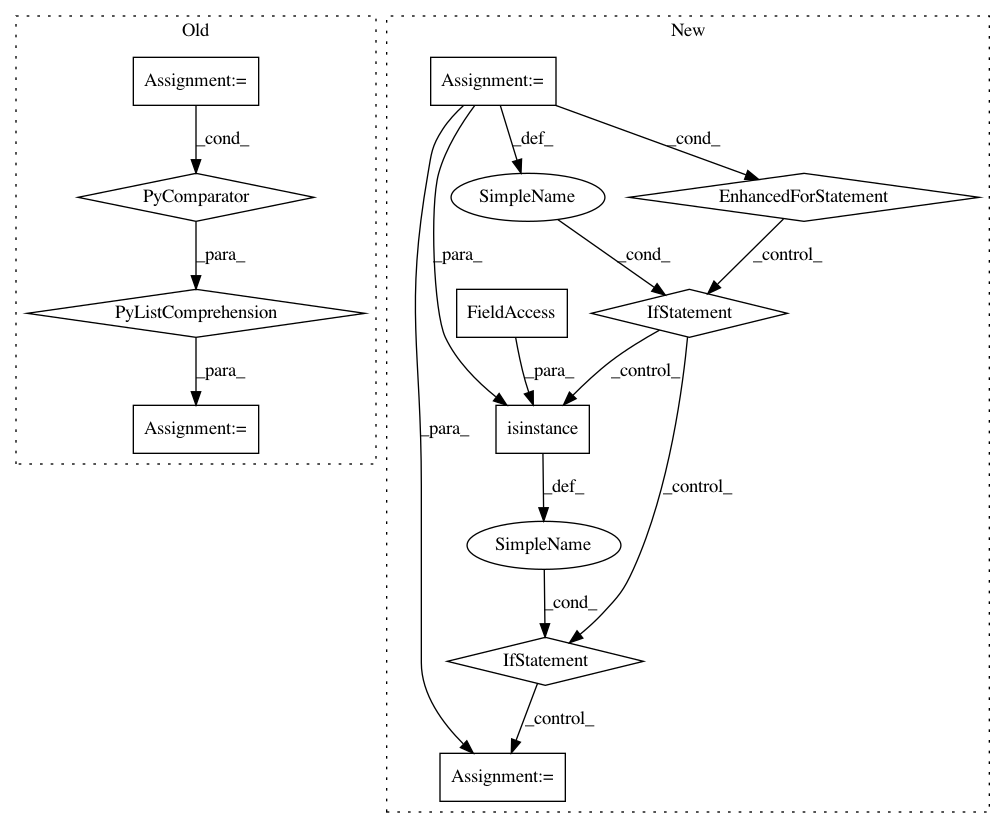 Old
New
Assignment:=
Assignment:=
_cond_
_def_
_cond_
PyComparator
SimpleName
EnhancedForStatement
_para_
_para_
_cond_
_control_
PyListComprehension
FieldAccess
IfStatement
_para_
_para_
_control_
Assignment:=
isinstance
_para_
_def_
_control_
SimpleName
_cond_
IfStatement
_control_
Assignment:=